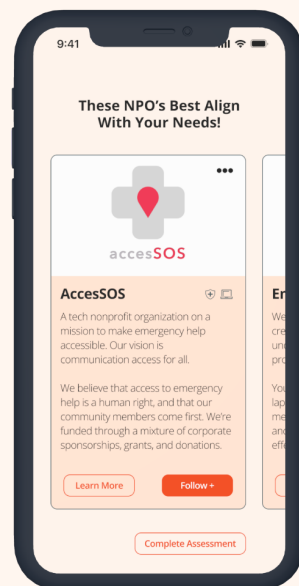 9:41
These NPO's Best Align
With Your Needs!
accesSOS
AccesSOS
A tech nonprofit organization on a
mission to make emergency help
accessible. Our vision is
communication access for all.
We believe that access to emergency
help is a human right, and that our
community members come first. We're
funded through a mixture of corporate
sponsorships, grants, and donations.
Learn More
Follow +
Complete Assessment